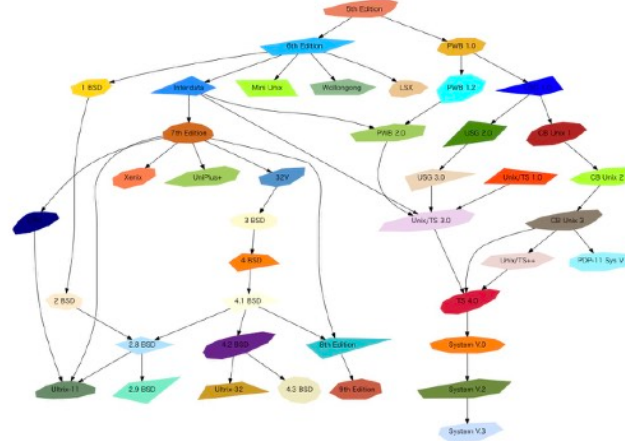 5th Edition
6th Edition
PWB 1.0
1 BSD
Interdata
Mini Unix
Wollongong
LSX
PWB 1.2
7th Edition
PWB 2.0
USG 2.0
CB Unix 1
Xenix
UniPlus+
32V
USG 3.0
Unix/TS 1.0
CB Unix 2
3 BSD
Unix/TS 3.0
CB Unix 3
4 BSD
Unix/TS++
PDP-11 Sys V
2 BSD
4.1 BSD
TS 4.0
2.8 BSD
4.2 BSD
8th Edition
System V.0
Ultrix-11
2.9 BSD
Ultrix-32
4.3 BSD
9th Edition
System V.2
System V.3